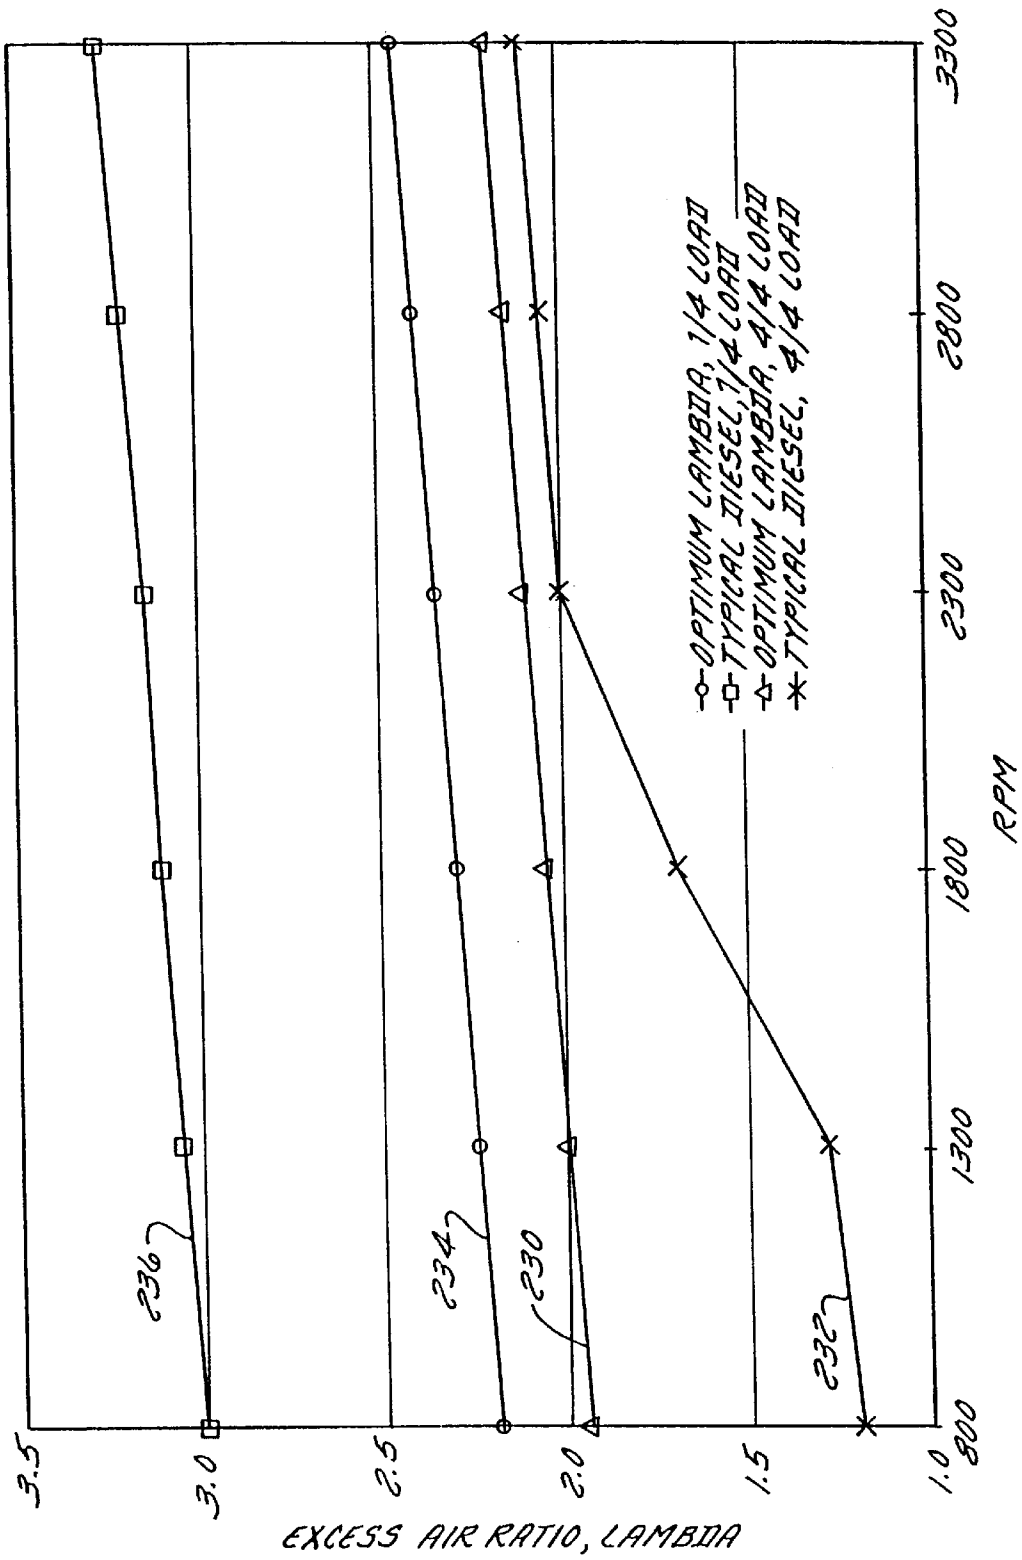 3.5
3.0
2.5
2.0
1.5
1.0
EXCESS AIR RATIO, LAMBDA
800
1300
1800
2300
2800
3300
RPM
236
234
230
232
OPTIMUM LAMBDA, 1/4 LOAD
TYPICAL DIESEL, 1/4 LOAD
OPTIMUM LAMBDA, 4/4 LOAD
TYPICAL DIESEL, 4/4 LOAD